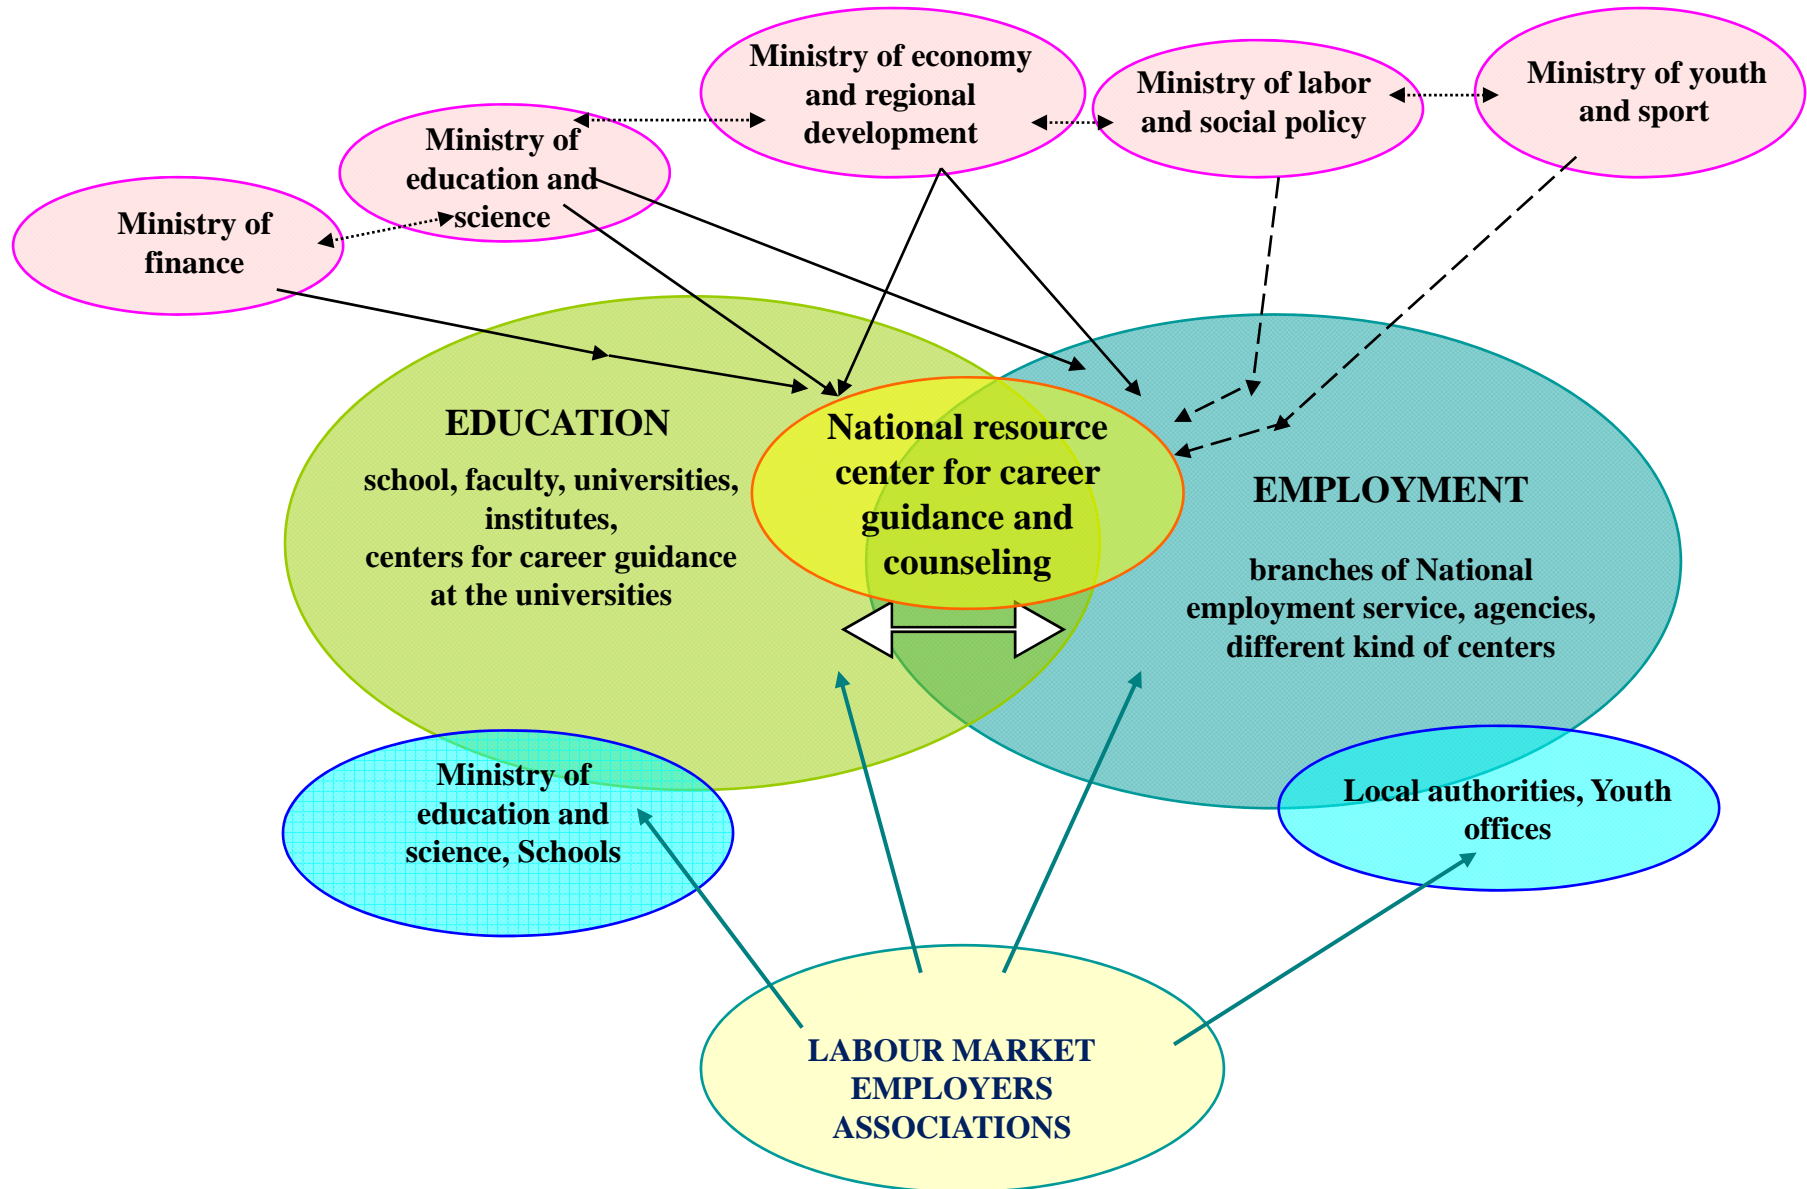 Ministry of economy
and regional
development
Ministry of labor
and social policy
Ministry of youth
and sport
Ministry of
education and
science
Ministry of
finance
EDUCATION
school, faculty, universities,
institutes,
centers for career guidance
at the universities
National resource
center for career
guidance and
counseling
EMPLOYMENT
branches of National
employment service, agencies,
different kind of centers
Ministry of
education and
science, Schools
Local authorities, Youth
offices
LABOUR MARKET
EMPLOYERS
ASSOCIATIONS